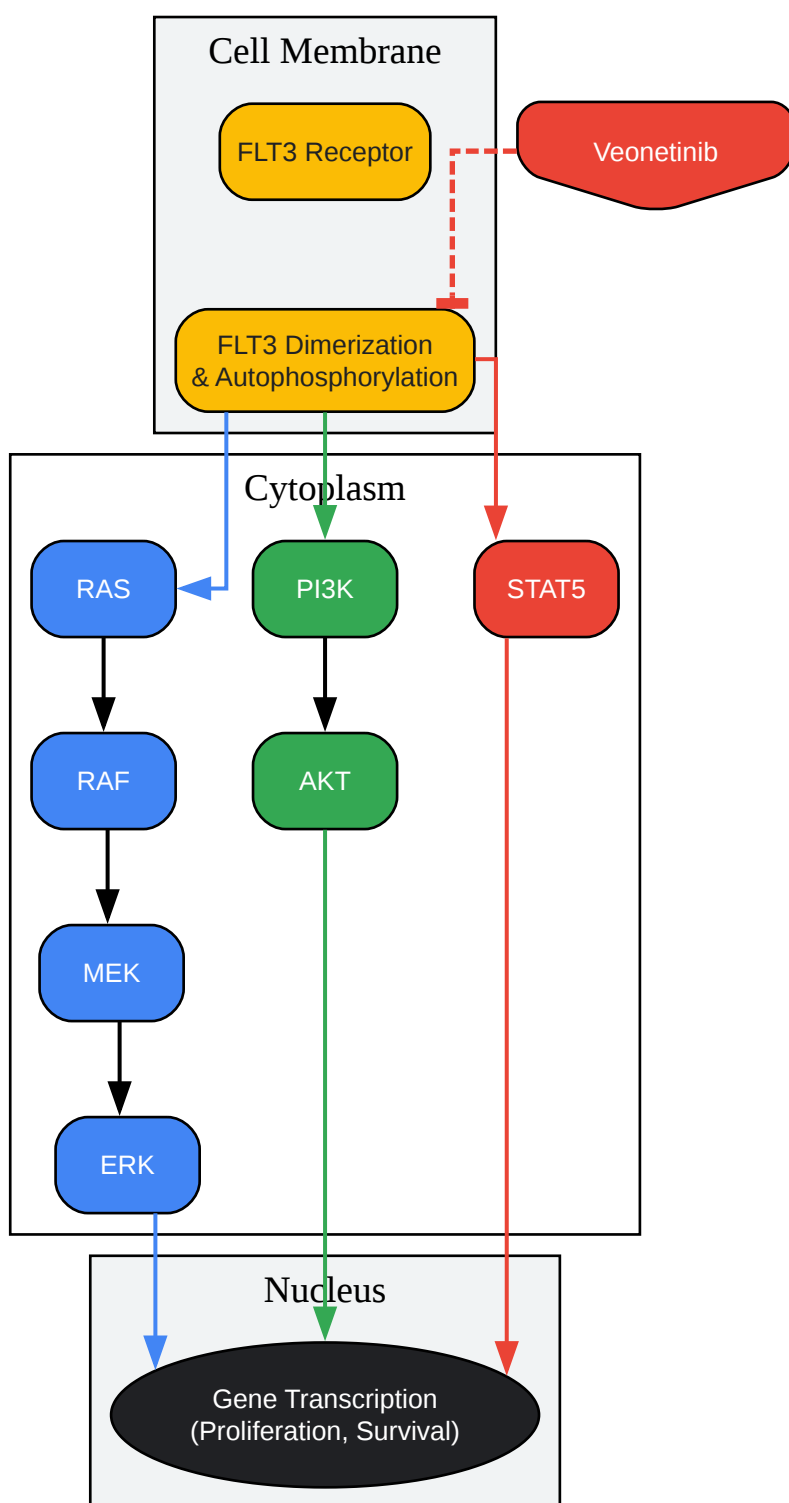 Cell Membrane
FLT3 Receptor
Veonetinib
FLT3 Dimerization
& Autophosphorylation
Cytoplasm
RAS
PI3K
STAT5
RAF
AKT
MEK
ERK
Nucleus
Gene Transcription
(Proliferation, Survival)